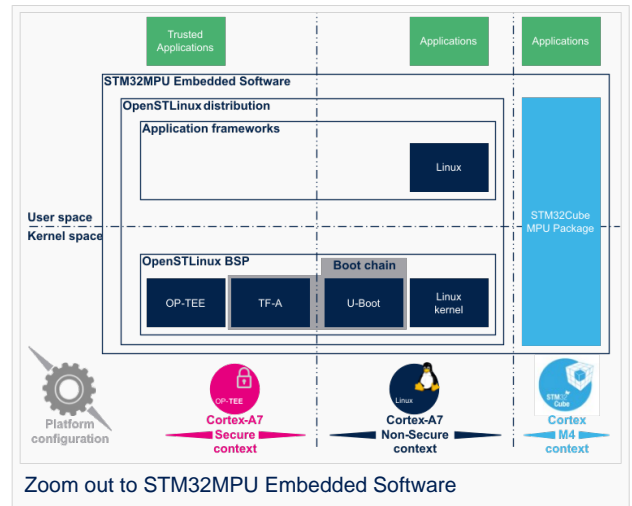 Trusted
Applications
Applications
Applications
STM32MPU Embedded Software
OpenSTLinux distribution
Application frameworks
Linux
User space
Kernel space
STM32Cube
MPU Package
OpenSTLinux BSP
Boot chain
OP-TEE
TF-A
U-Boot
Linux
kernel
Platform
configuration
OP-TEE
Cortex-A7
Secure
context
Linux
Cortex-A7
Non-Secure
context
STM32
Cube
Cortex
M4
context
Zoom out to STM32MPU Embedded Software